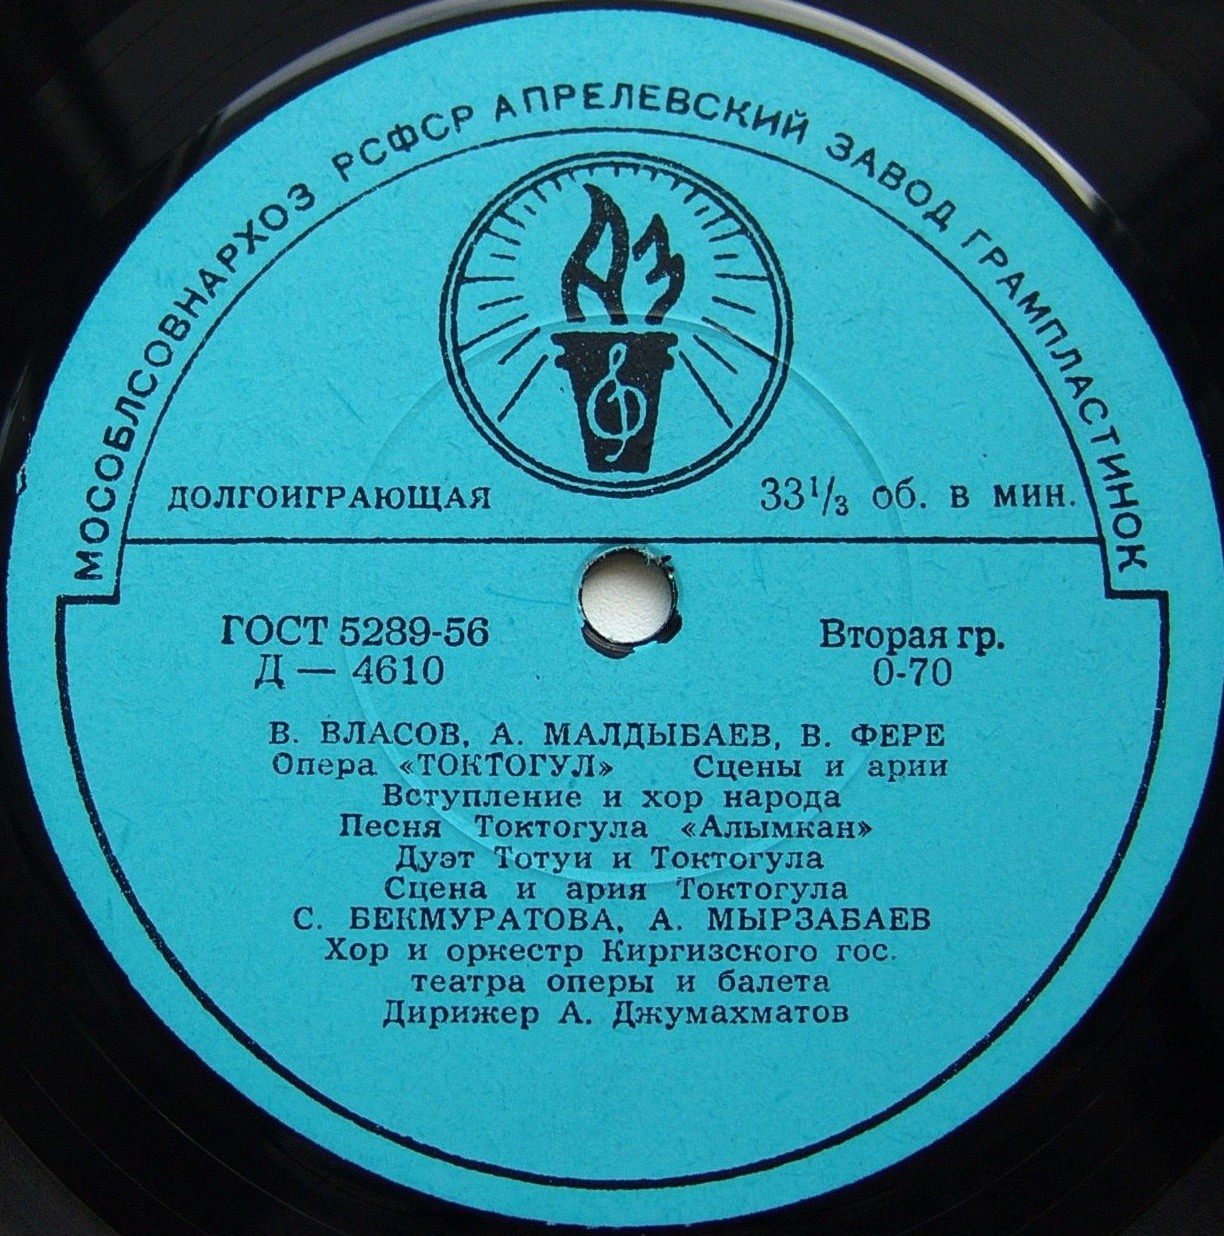 МОСОБЛСОВНАРХОЗ РСФСР АПРЕЛЕВСКИЙ ЗАВОД ГРАМПЛАСТИНОК
АЗ
ДОЛГОИГРАЮЩАЯ 33⅓ об. в мин.
ГОСТ 5289-56 Вторая гр.
Д — 4610 0-70
В. ВЛАСОВ, А. МАЛДЫБАЕВ, В. ФЕРЕ
Опера «ТОКТОГУЛ» Сцены и арии
Вступление и хор народа
Песня Токтогула «Алымкан»
Дуэт Тотуи и Токтогула
Сцена и ария Токтогула
С. БЕКМУРАТОВА, А. МЫРЗАБАЕВ
Хор и оркестр Киргизского гос.
театра оперы и балета
Дирижер А. Джумахматов